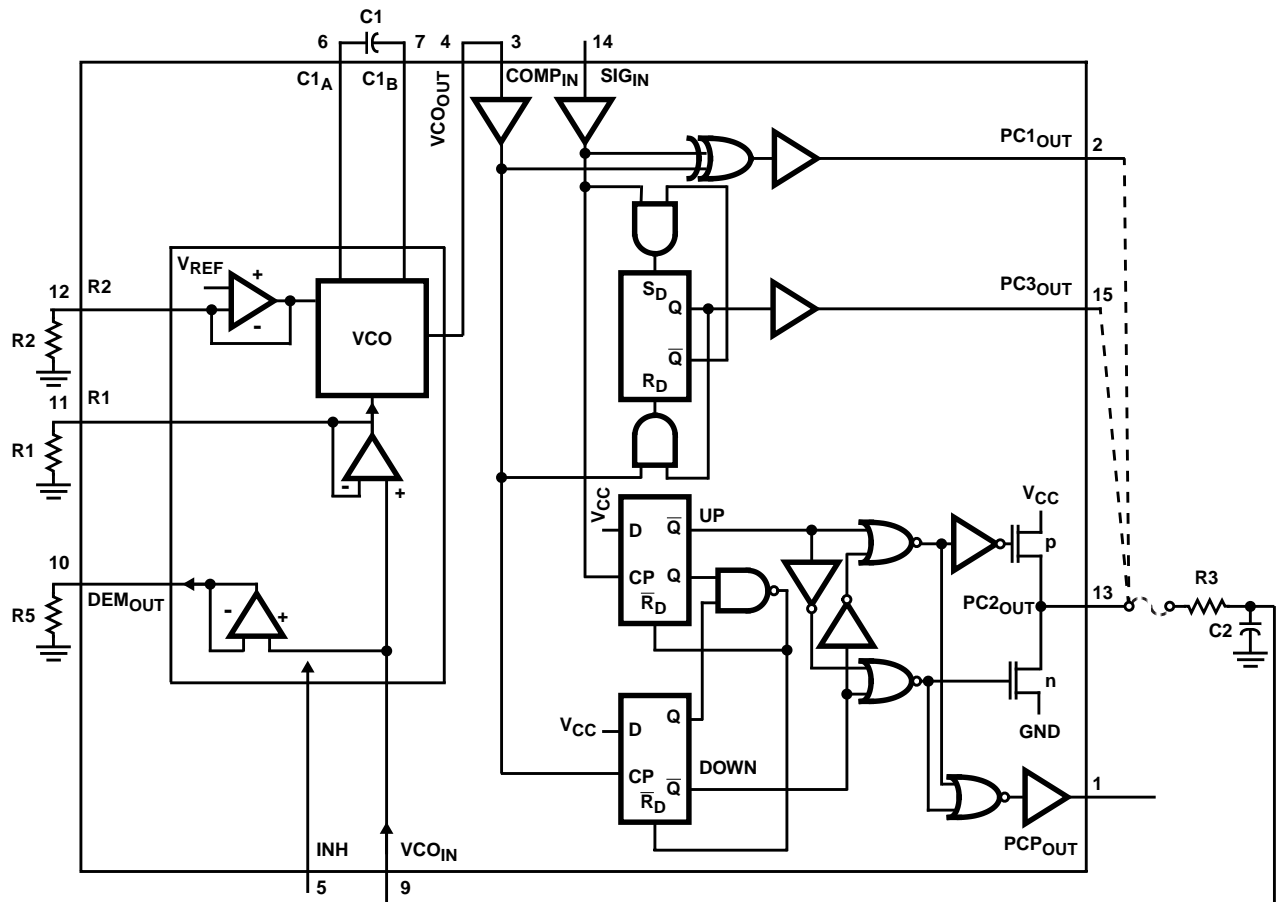 C1
6 7 4 3 14
C1A C1B VCOOUT COMPIN SIGIN
PC1OUT 2
VREF +
12 R2
-
R2
VCO
SD
Q
Q
RD
PC3OUT 15
11 R1
R1
- +
VCC
D Q UP
CP Q
RD
VCC
p
10
DEMOUT
R5
- +
PC2OUT 13
R3
C2
n
GND
VCC D Q
CP Q DOWN
RD
1
PCPOUT
INH VCOIN
5 9